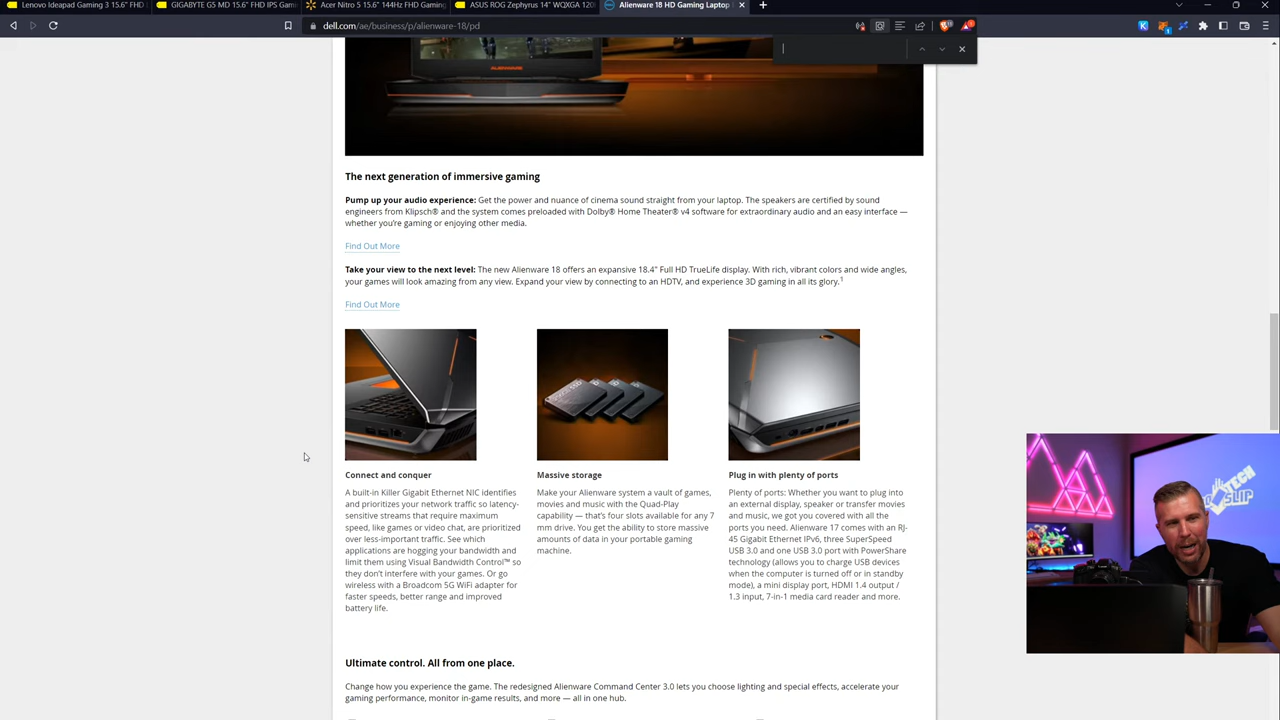 Lenovo Ideapad Gaming 3 15.6" FHD
GIGABYTE G5 MD 15.6" FHD IPS Gam
Acer Nitro 5 15.6" 144Hz FHD Gaming
ASUS ROG Zephyrus 14" WQXGA 120
Alienware 18 HD Gaming Laptop
dell.com/ae/business/p/alienware-18/pd
The next generation of immersive gaming
Pump up your audio experience: Get the power and nuance of cinema sound straight from your laptop. The speakers are certified by sound
engineers from Klipsch® and the system comes preloaded with Dolby® Home Theater® v4 software for extraordinary audio and an easy interface —
whether you're gaming or enjoying other media.
Find Out More
Take your view to the next level: The new Alienware 18 offers an expansive 18.4" Full HD TrueLife display. With rich, vibrant colors and wide angles,
your games will look amazing from any view. Expand your view by connecting to an HDTV, and experience 3D gaming in all its glory.1
Find Out More
Connect and conquer
A built-in Killer Gigabit Ethernet NIC identifies
and prioritizes your network traffic so latency-
sensitive streams that require maximum
speed, like games or video chat, are prioritized
over less-important traffic. See which
applications are hogging your bandwidth and
limit them using Visual Bandwidth Control™ so
they don't interfere with your games. Or go
wireless with a Broadcom 5G WiFi adapter for
faster speeds, better range and improved
battery life.
Massive storage
Make your Alienware system a vault of games,
movies and music with the Quad-Play
capability — that's four slots available for any 7
mm drive. You get the ability to store massive
amounts of data in your portable gaming
machine.
Plug in with plenty of ports
Plenty of ports: Whether you want to plug into
an external display, speaker or transfer movies
and music, we got you covered with all the
ports you need. Alienware 17 comes with an RJ-
45 Gigabit Ethernet IPv6, three SuperSpeed
USB 3.0 and one USB 3.0 port with PowerShare
technology (allows you to charge USB devices
when the computer is turned off or in standby
mode), a mini display port, HDMI 1.4 output /
1.3 input, 7-in-1 media card reader and more.
TECH
SLIP
Ultimate control. All from one place.
Change how you experience the game. The redesigned Alienware Command Center 3.0 lets you choose lighting and special effects, accelerate your
gaming performance, monitor in-game results, and more — all in one hub.